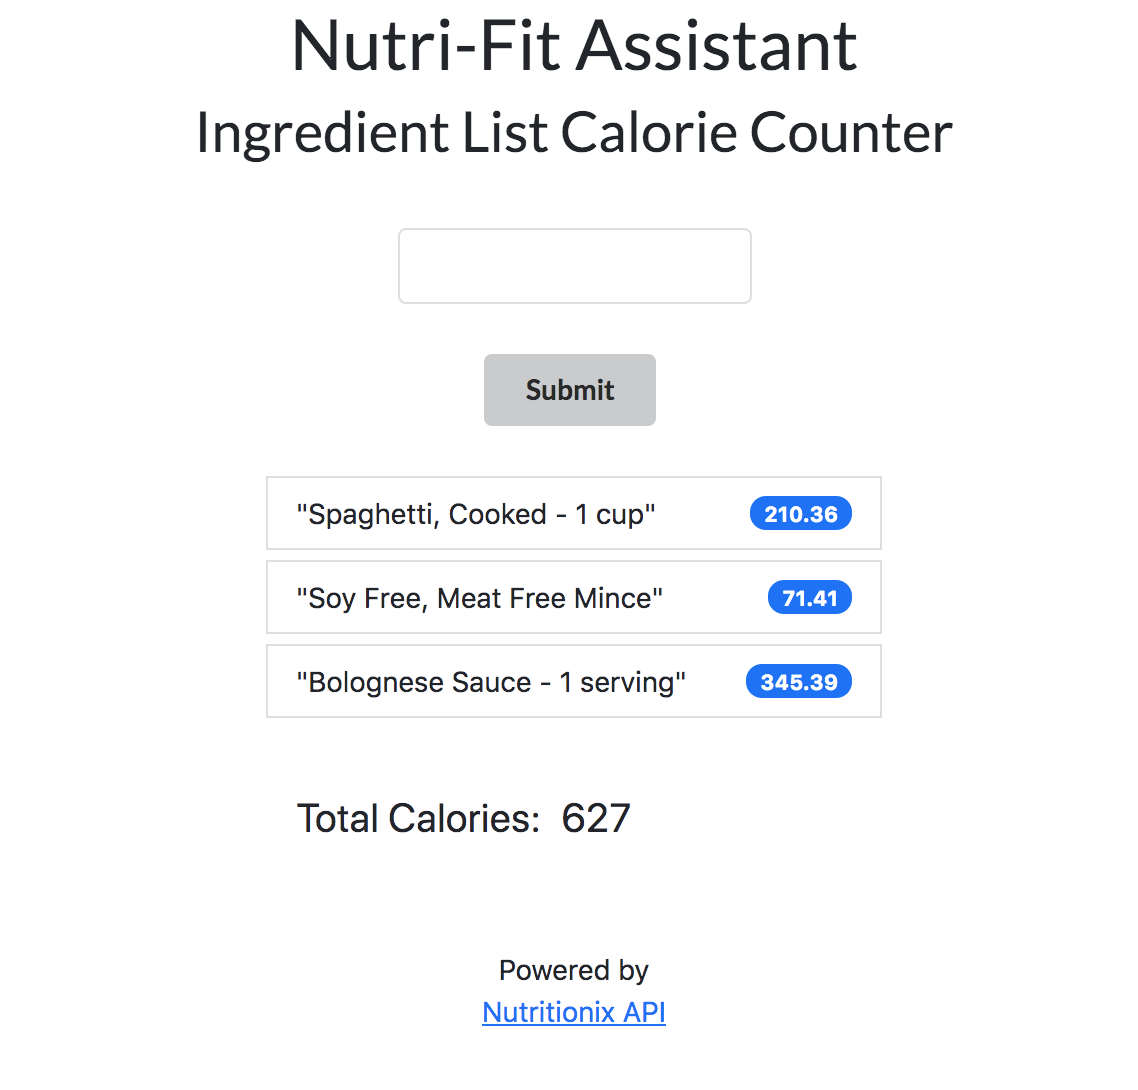 Nutri-Fit Assistant
Ingredient List Calorie Counter
Submit
"Spaghetti, Cooked - 1 cup" 210.36
"Soy Free, Meat Free Mince" 71.41
"Bolognese Sauce - 1 serving" 345.39
Total Calories: 627
Powered by
Nutritionix API